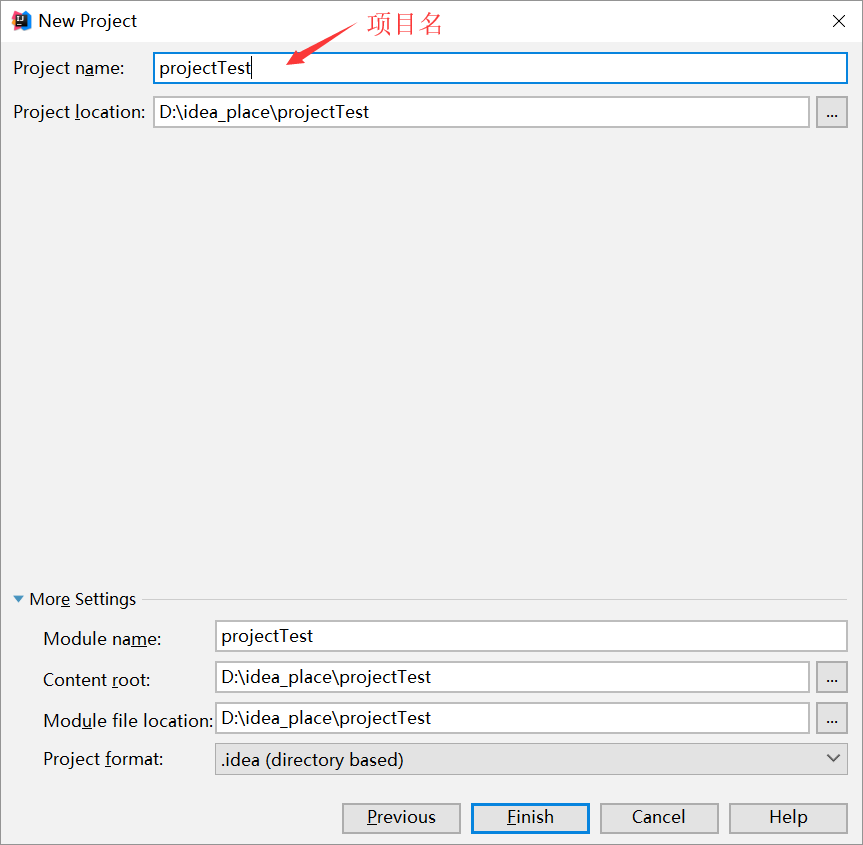 New Project
项目名
Project name: projectTest
Project location: D:\idea_place\projectTest ...
More Settings
Module name: projectTest
Content root: D:\idea_place\projectTest ...
Module file location: D:\idea_place\projectTest ...
Project format: .idea (directory based)
Previous Finish Cancel Help